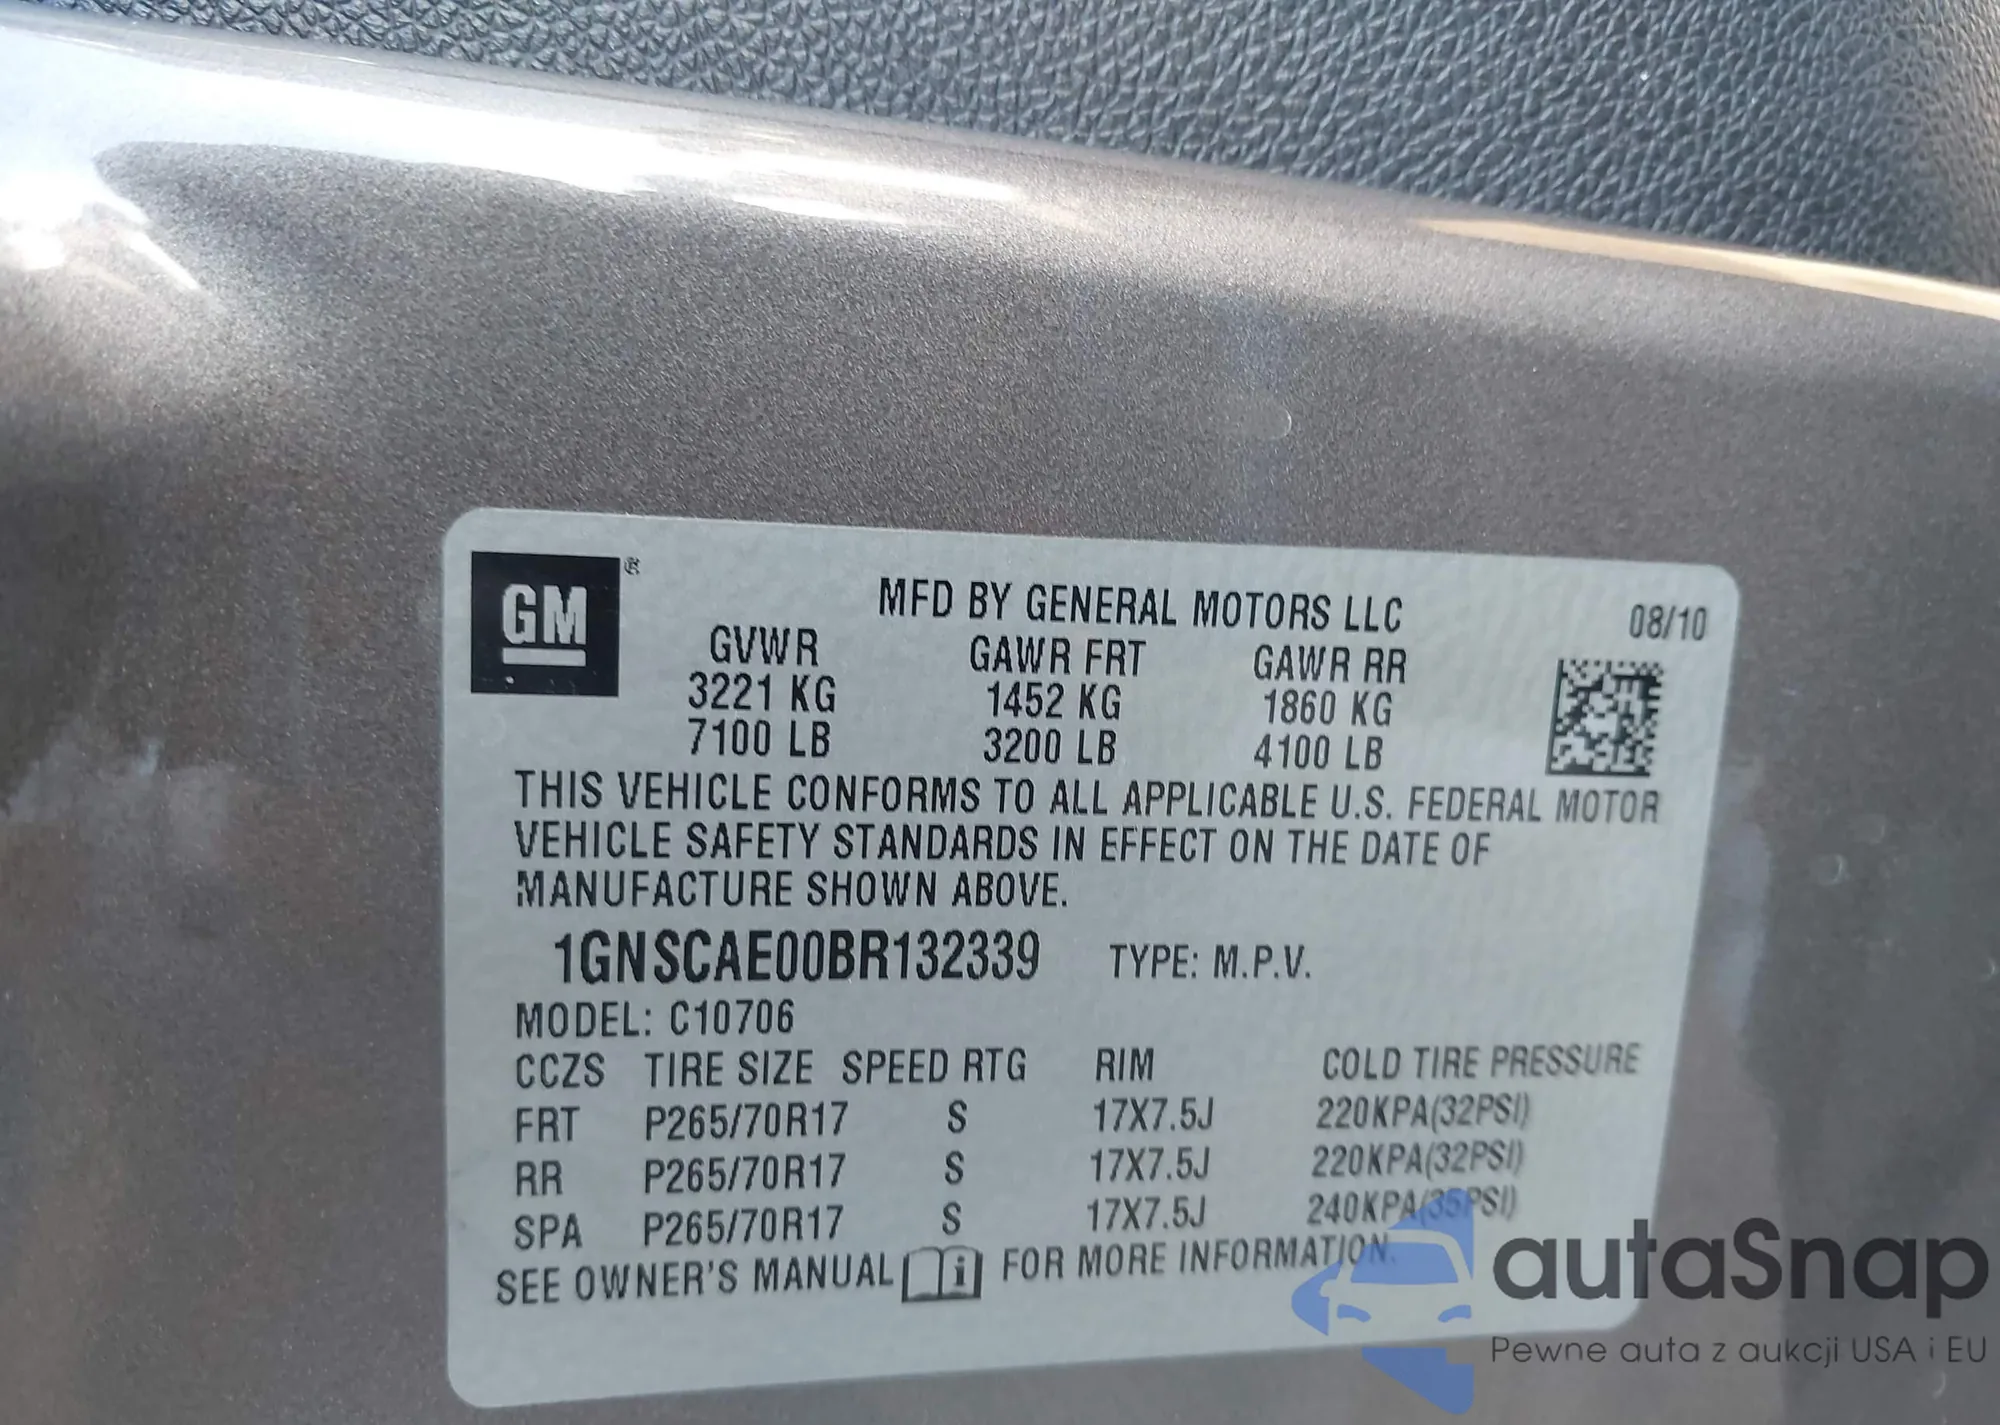 GM ®
MFD BY GENERAL MOTORS LLC 08/10
GVWR GAWR FRT GAWR RR
3221 KG 1452 KG 1860 KG
7100 LB 3200 LB 4100 LB
THIS VEHICLE CONFORMS TO ALL APPLICABLE U.S. FEDERAL MOTOR
VEHICLE SAFETY STANDARDS IN EFFECT ON THE DATE OF
MANUFACTURE SHOWN ABOVE.
1GNSCAE00BR132339 TYPE: M.P.V.
MODEL: C10706
CCZS TIRE SIZE SPEED RTG RIM COLD TIRE PRESSURE
FRT P265/70R17 S 17X7.5J 220KPA(32PSI)
RR P265/70R17 S 17X7.5J 220KPA(32PSI)
SPA P265/70R17 S 17X7.5J 240KPA(35PSI)
SEE OWNER'S MANUAL i FOR MORE INFORMATION.
autaSnap
Pewne auta z aukcji USA i EU